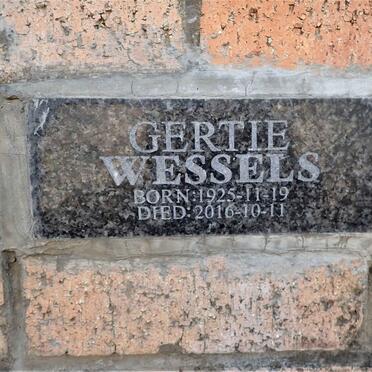 GERTIE
WESSELS
BORN:1925-11-19
DIED:2016-10-11